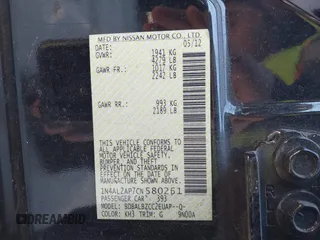 MFD BY NISSAN MOTOR CO., LTD.
DATE: 03/12
GVWR: 1941 KG
4279 LB
GAWR FR.: 1017 KG
2242 LB
GAWR RR.: 993 KG
2189 LB
THIS VEHICLE CONFORMS TO
ALL APPLICABLE FEDERAL
MOTOR VEHICLE SAFETY,
BUMPER, AND THEFT
PREVENTION STANDARDS IN
EFFECT ON THE DATE OF
MANUFACTURE SHOWN ABOVE.
1N4AL2AP7CN580261
PASSENGER CAR 393
MODEL:
COLOR: KH3 TRIM: G
DREAMBID